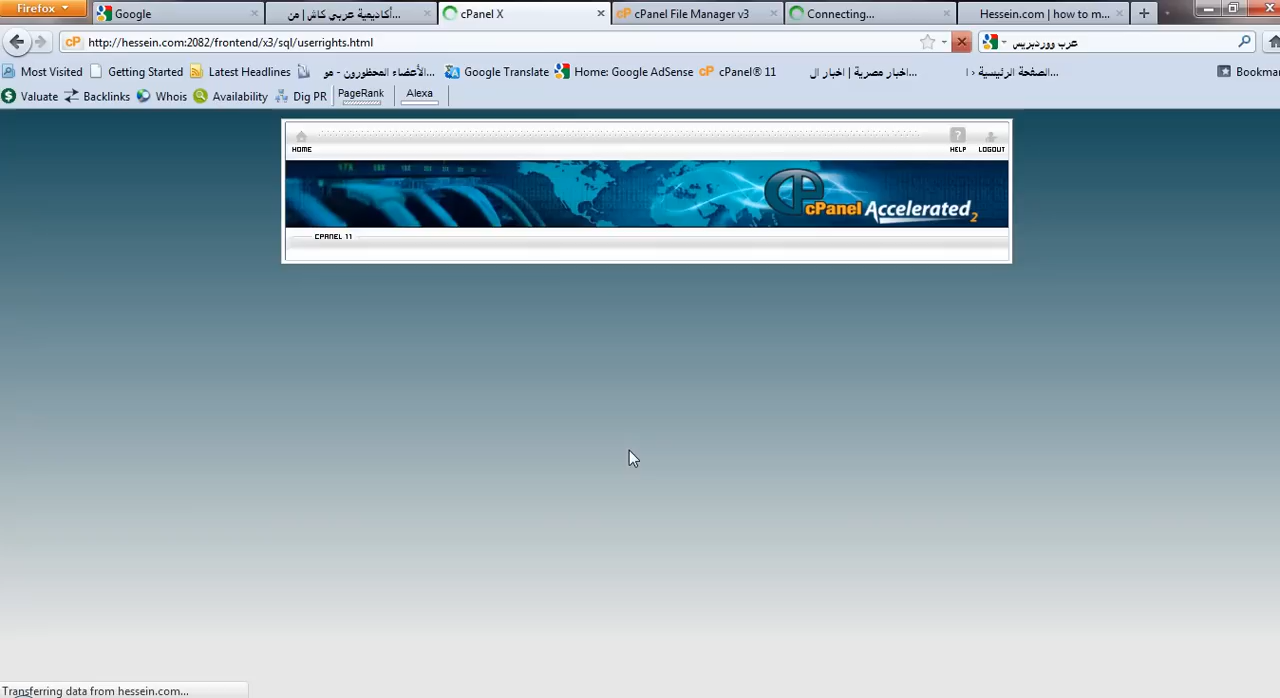 Firefox
Google
أكاديمية عربي كاش | من...
cPanel X
cPanel File Manager v3
Connecting...
Hessein.com | how to m...
http://hessein.com:2082/frontend/x3/sql/userrights.html
عرب ووردبريس
Most Visited
Getting Started
Latest Headlines
الأعضاء المحظورون - مو...
Google Translate
Home: Google AdSense
cPanel® 11
اخبار مصرية | اخبار ال...
الصفحة الرئيسية ‹ ا...
Bookma
Valuate
Backlinks
Whois
Availability
Dig PR
PageRank
Alexa
HOME
HELP
LOGOUT
cPanel Accelerated2
CPANEL 11
Transferring data from hessein.com...